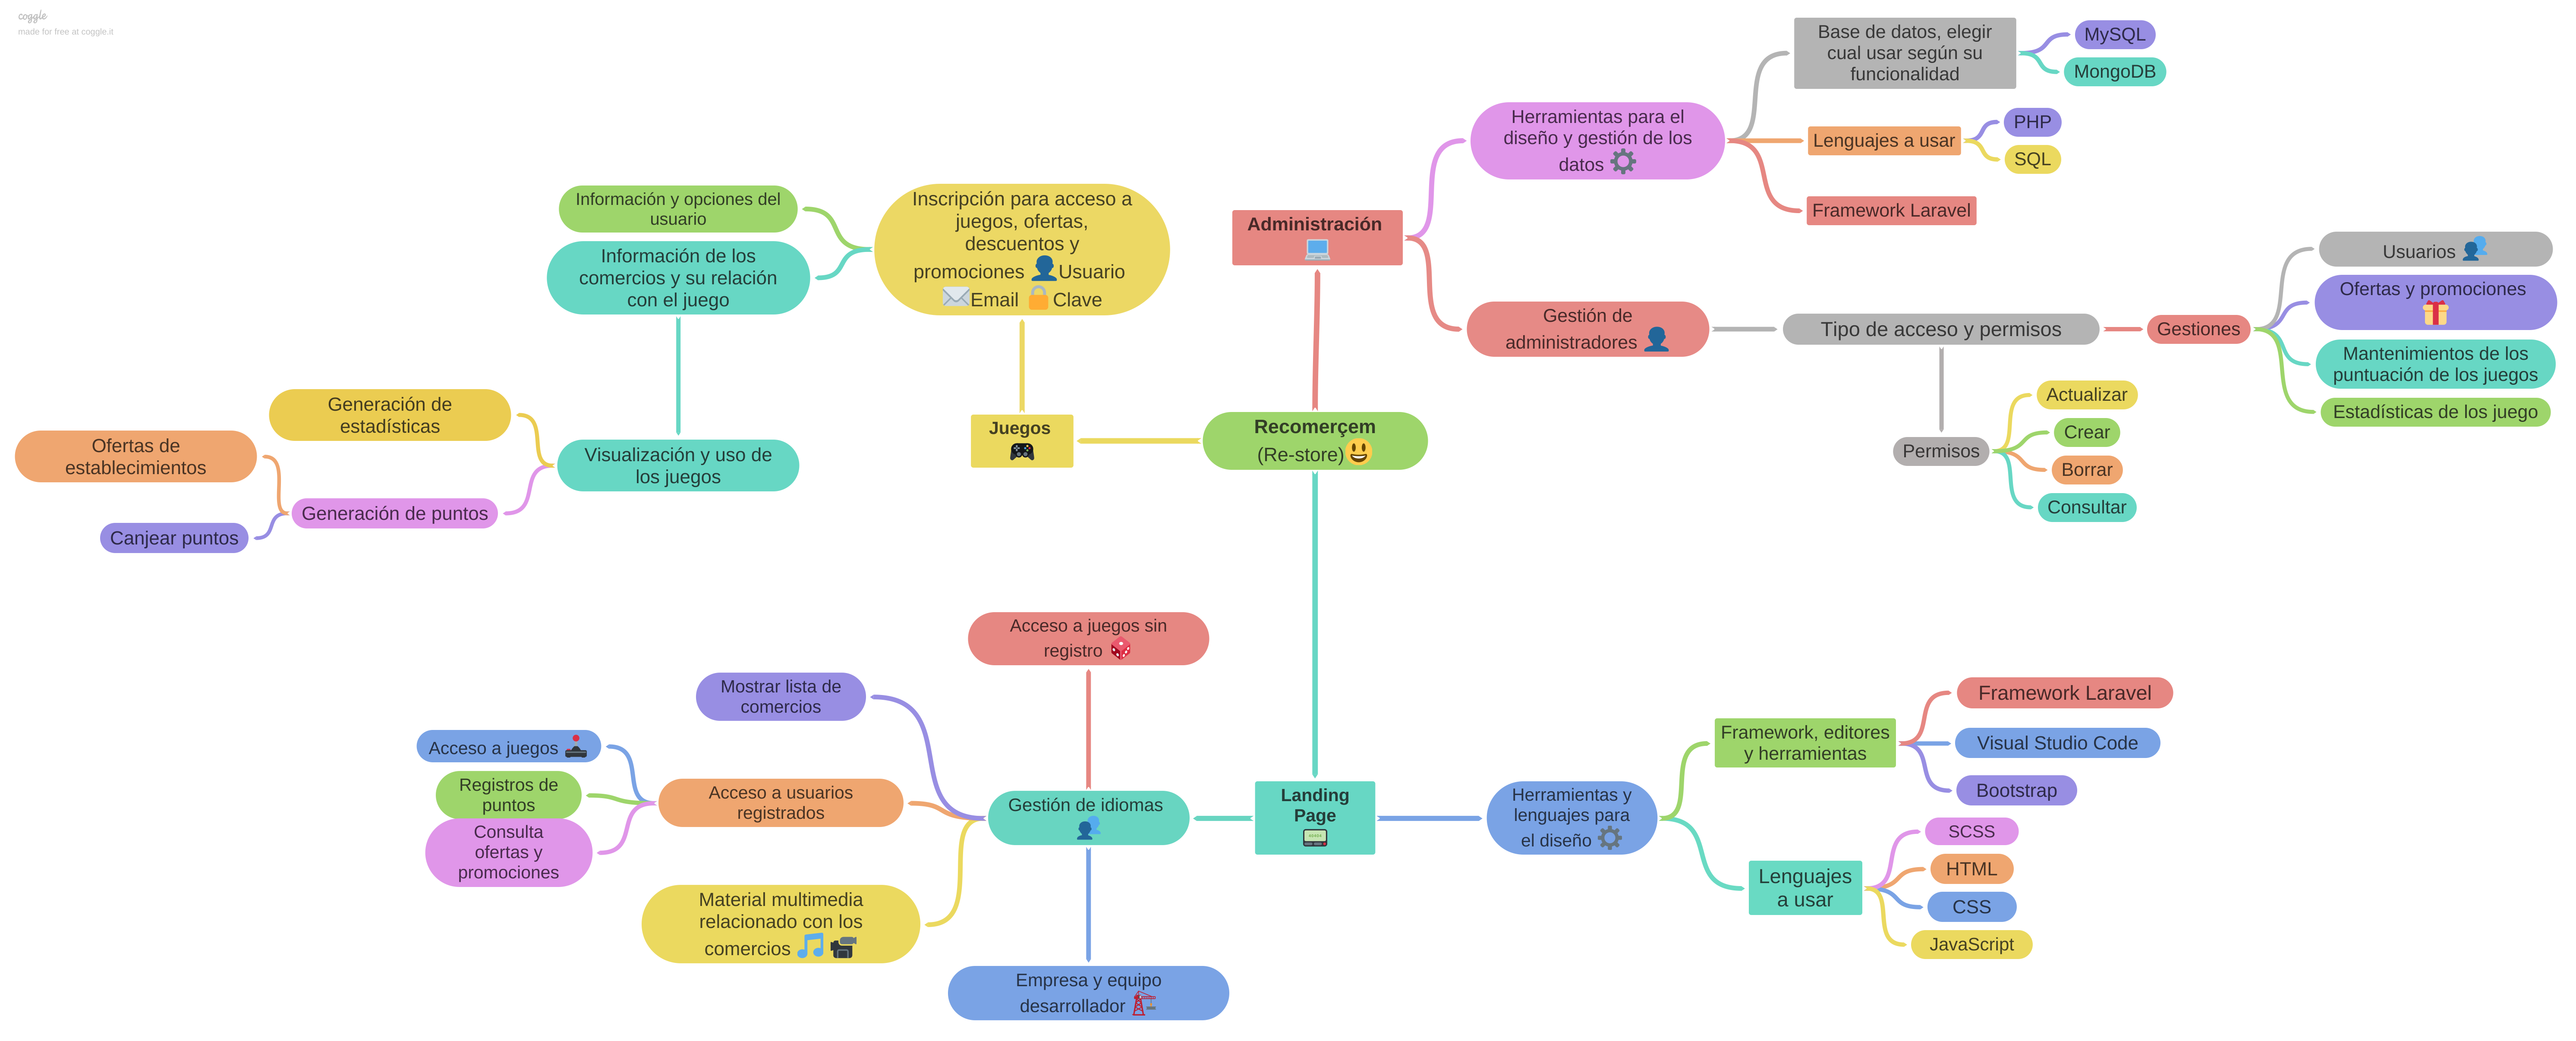 coggle
made for free at coggle.it
Base de datos, elegir
cual usar según su
funcionalidad
MySQL
MongoDB
Herramientas para el
diseño y gestión de los
datos
Lenguajes a usar
PHP
SQL
Framework Laravel
Administración
Gestión de
administradores
Tipo de acceso y permisos
Gestiones
Usuarios
Ofertas y promociones
Mantenimientos de los
puntuación de los juegos
Estadísticas de los juego
Permisos
Actualizar
Crear
Borrar
Consultar
Información y opciones del
usuario
Información de los
comercios y su relación
con el juego
Inscripción para acceso a
juegos, ofertas,
descuentos y
promociones Usuario
Email Clave
Juegos
Recomerçem
(Re-store)
Generación de
estadísticas
Ofertas de
establecimientos
Visualización y uso de
los juegos
Generación de puntos
Canjear puntos
Acceso a juegos sin
registro
Mostrar lista de
comercios
Acceso a juegos
Registros de
puntos
Consulta
ofertas y
promociones
Acceso a usuarios
registrados
Gestión de idiomas
Landing
Page
Material multimedia
relacionado con los
comercios
Empresa y equipo
desarrollador
Herramientas y
lenguajes para
el diseño
Framework, editores
y herramientas
Framework Laravel
Visual Studio Code
Bootstrap
Lenguajes
a usar
SCSS
HTML
CSS
JavaScript